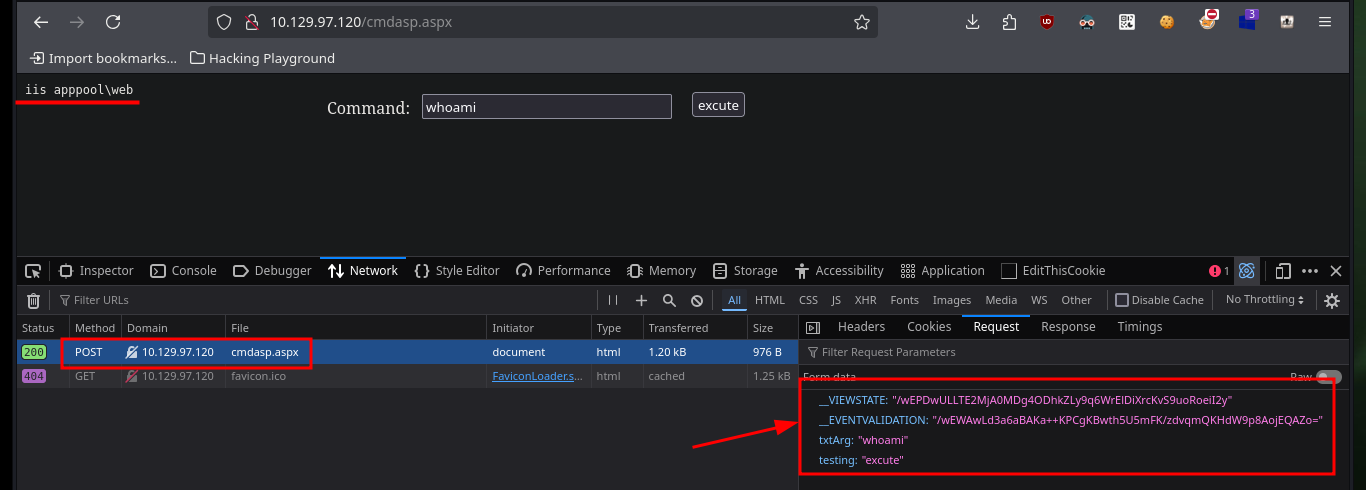 10.129.97.120/cmdasp.aspx
3
Import bookmarks... Hacking Playground
iis apppool\web
Command: whoami excute
Inspector Console Debugger Network Style Editor Performance Memory Storage Accessibility Application EditThisCookie 1
Filter URLs All HTML CSS JS XHR Fonts Images Media WS Other Disable Cache No Throttling
Status Method Domain File Initiator Type Transferred Size Headers Cookies Request Response Timings
200 POST 10.129.97.120 cmdasp.aspx document html 1.20 kB 976 B Filter Request Parameters
404 GET 10.129.97.120 favicon.ico FaviconLoader.s... html cached 1.25 kB Form data Raw
__VIEWSTATE: "/wEPDwULLTE2MjA0MDg4ODhkZLy9q6WrElDiXrcKvS9uoRoeiI2y"
__EVENTVALIDATION: "/wEWAwLd3a6aBAKa++KPCgKBwth5U5mFK/zdvqmQKHdW9p8AojEQAZo="
txtArg: "whoami"
testing: "excute"